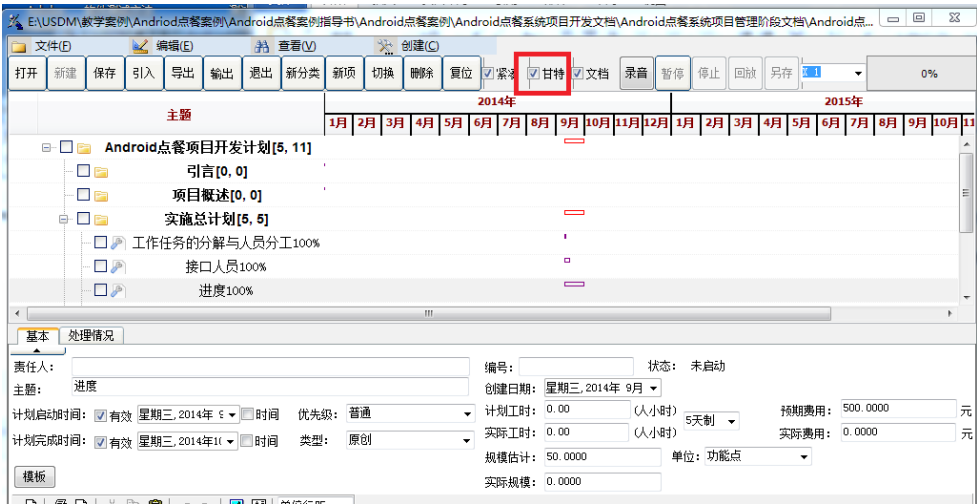 E:\USDM\教学案例\Andriod点餐案例\Android点餐案例指导书\Android点餐案例\Android点餐系统项目开发文档\Android点餐系统项目管理阶段文档\Android点...
文件(F) 编辑(E) 查看(V) 创建(C)
打开 新建 保存 引入 导出 输出 退出 新分类 新项 切换 删除 复位 甘特 文档 录音 暂停 停止 回放 另存 X 1 0%
主题 2014年 2015年
1月 2月 3月 4月 5月 6月 7月 8月 9月 10月 11月 12月 1月 2月 3月 4月 5月 6月 7月 8月 9月 10月 11
Android点餐项目开发计划[5, 11]
引言[0, 0]
项目概述[0, 0]
实施总计划[5, 5]
工作任务的分解与人员分工100%
接口人员100%
进度100%
基本 处理情况
责任人: 编号: 状态: 未启动
主题: 进度 创建日期: 星期三,2014年 9月
计划启动时间: 有效 星期三,2014年 9 时间 优先级: 普通 计划工时: 0.00 (人小时) 5天制 预期费用: 500.0000 元
计划完成时间: 有效 星期三,2014年1( 时间 类型: 原创 实际工时: 0.00 (人小时) 实际费用: 0.0000 元
规模估计: 50.0000 单位: 功能点
模板 实际规模: 0.0000